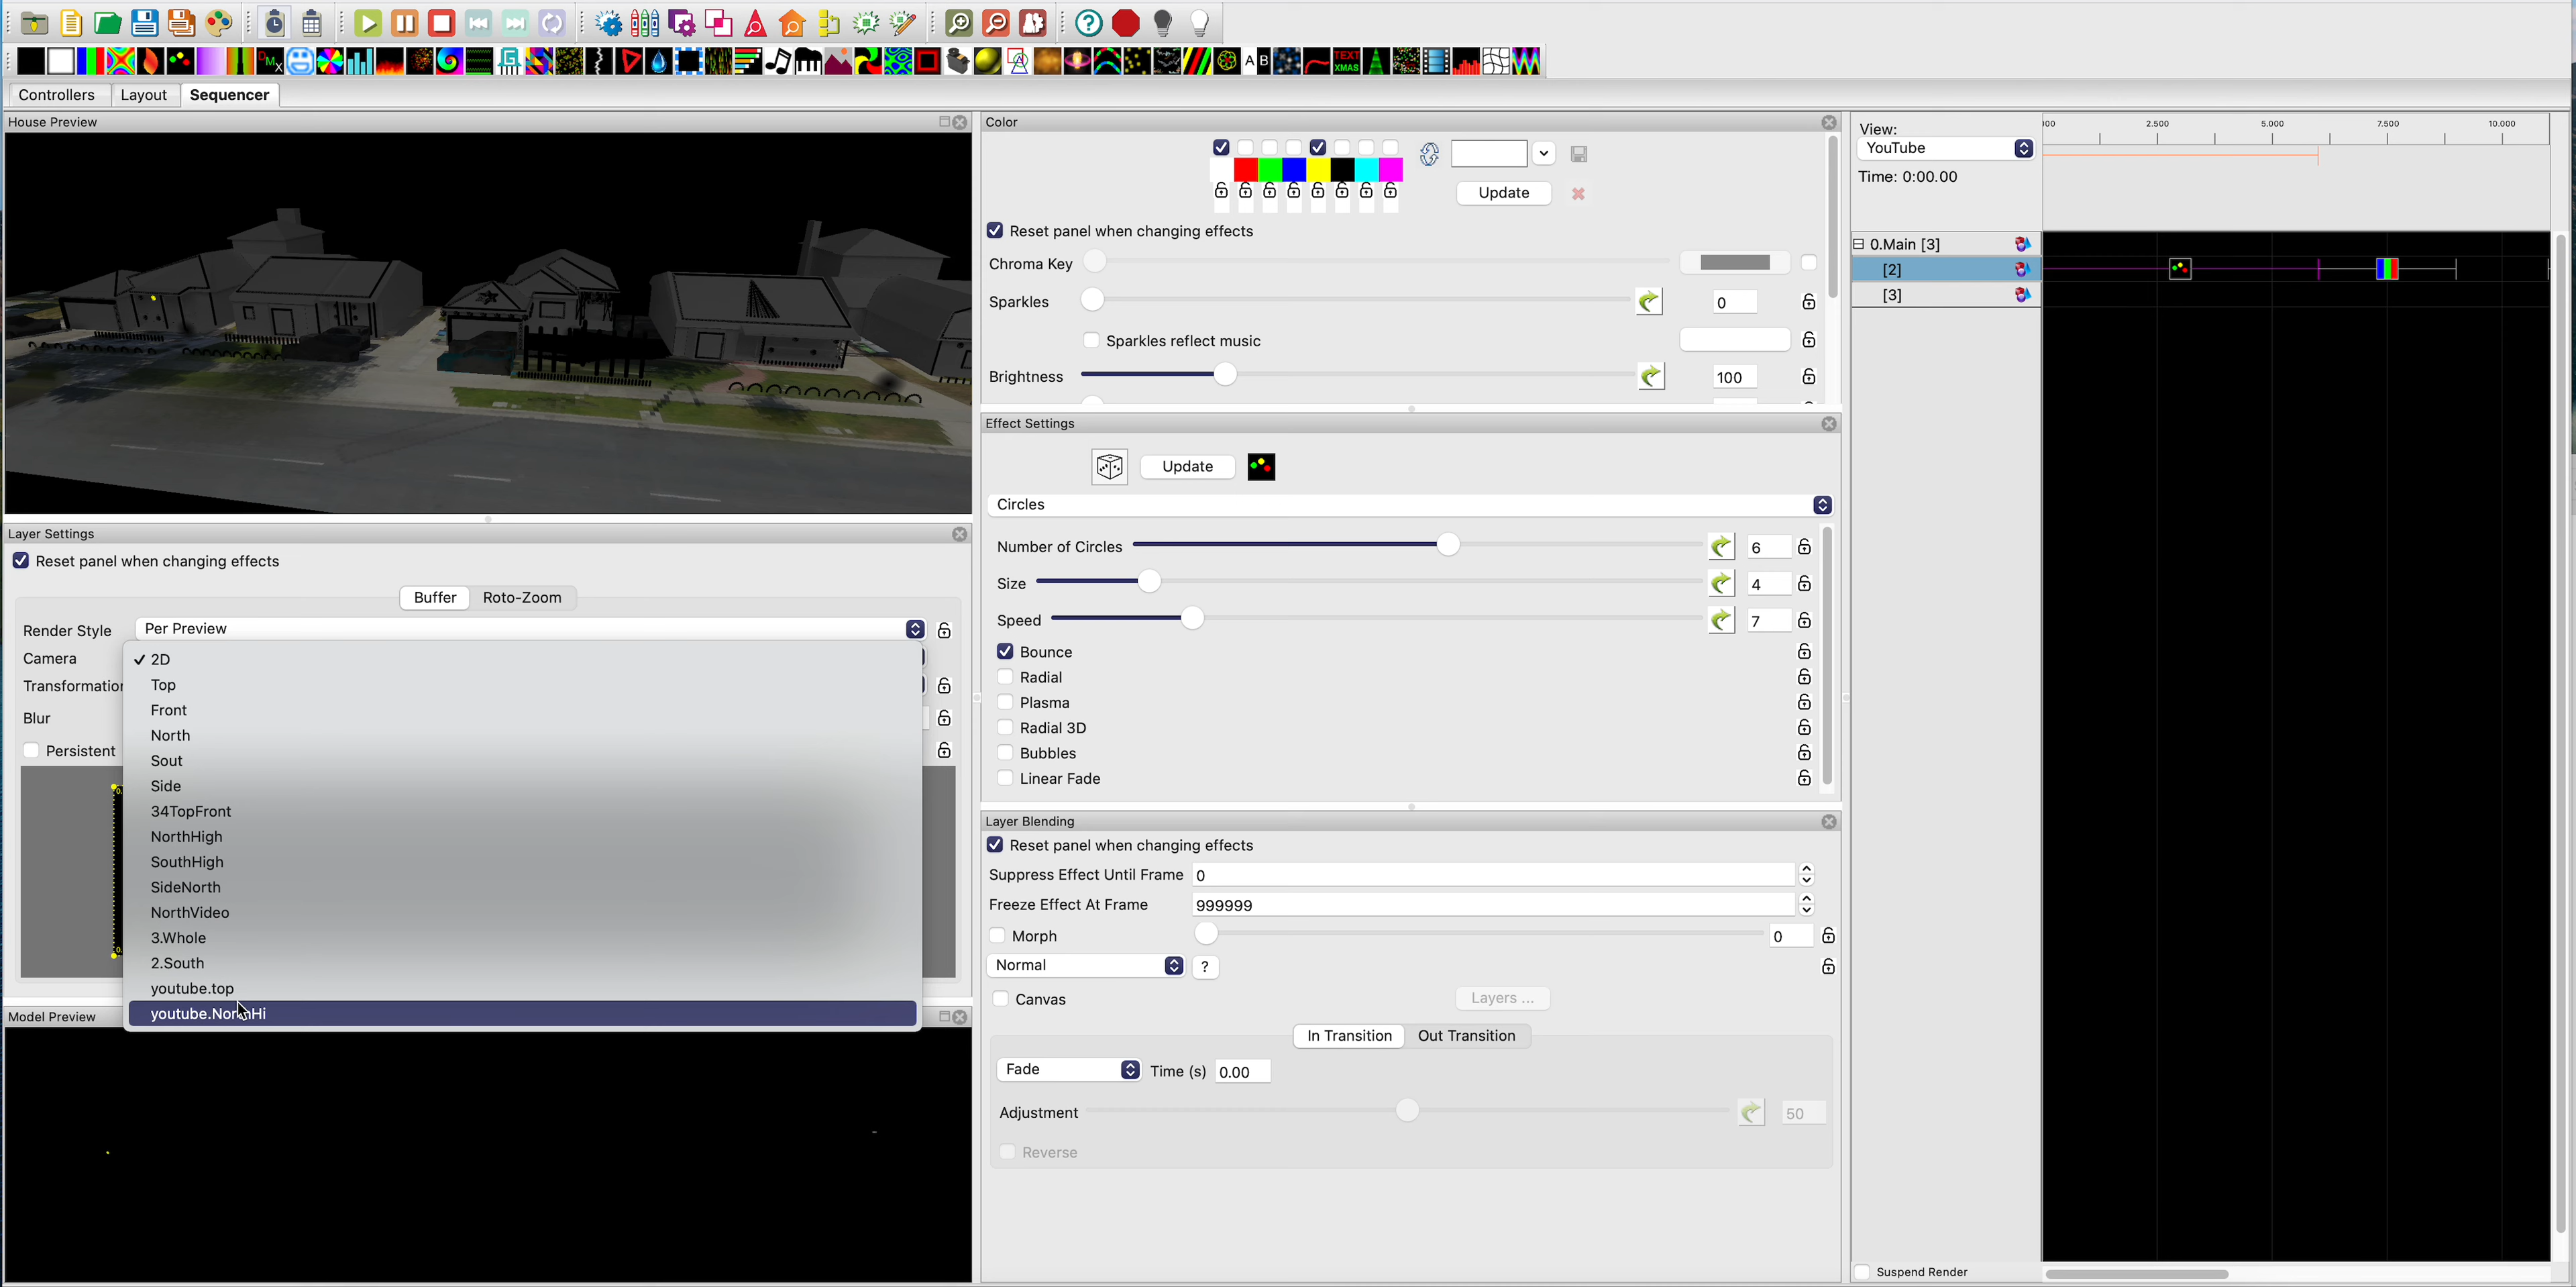 Controllers
Layout
Sequencer
House Preview
Color
Update
Reset panel when changing effects
Chroma Key
Sparkles
0
Sparkles reflect music
Brightness
100
View:
YouTube
Time: 0:00.00
2.500
5.000
7.500
10.000
0.Main [3]
[2]
[3]
Effect Settings
Update
Circles
Number of Circles
6
Size
4
Speed
7
Bounce
Radial
Plasma
Radial 3D
Bubbles
Linear Fade
Layer Settings
Reset panel when changing effects
Buffer
Roto-Zoom
Render Style
Per Preview
Camera
Transformation
Blur
Persistent
2D
Top
Front
North
Sout
Side
34TopFront
NorthHigh
SouthHigh
SideNorth
NorthVideo
3.Whole
2.South
youtube.top
youtube.NorthHi
Model Preview
Layer Blending
Reset panel when changing effects
Suppress Effect Until Frame
0
Freeze Effect At Frame
999999
Morph
0
Normal
?
Canvas
Layers ...
In Transition
Out Transition
Fade
Time (s)
0.00
Adjustment
50
Reverse
Suspend Render